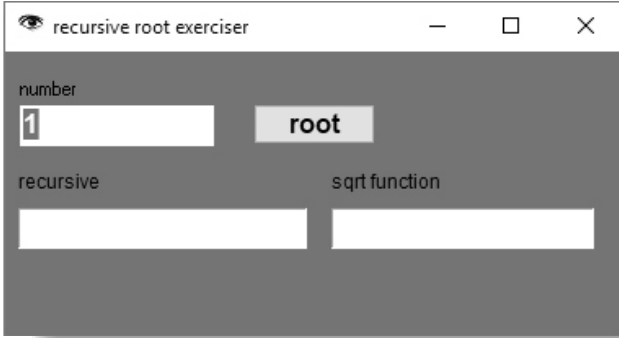 recursive root exerciser
number
1
root
recursive
sqrt function